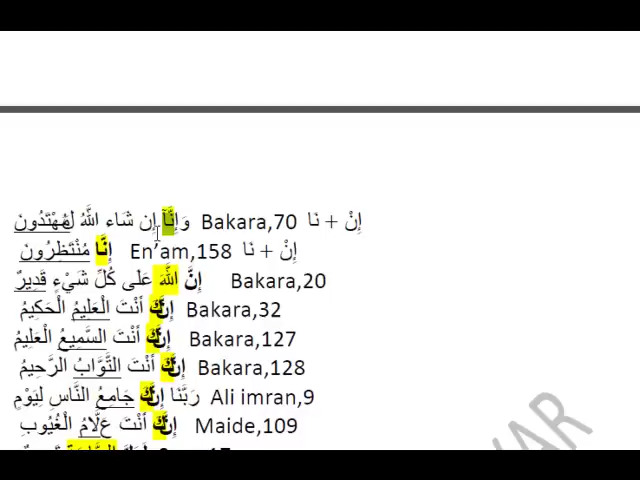 وَإِنَّآ إِن شَاء اللَّهُ لَمُهْتَدُونَ Bakara,70 إِنْ + نَا
إِنَّا مُنْتَظِرُونَ En’am,158 إِنْ + نَا
إِنَّ اللَّهَ عَلَى كُلِّ شَيْءٍ قَدِيرٌ Bakara,20
إِنَّكَ أَنْتَ الْعَلِيمُ الْحَكِيمُ Bakara,32
إِنَّكَ أَنْتَ السَّمِيعُ الْعَلِيمُ Bakara,127
إِنَّكَ أَنْتَ التَّوَّابُ الرَّحِيمُ Bakara,128
رَبَّنَا إِنَّكَ جَامِعُ النَّاسِ لِيَوْمٍ Ali imran,9
إِنَّكَ أَنْتَ عَلَّامُ الْغُيُوبِ Maide,109